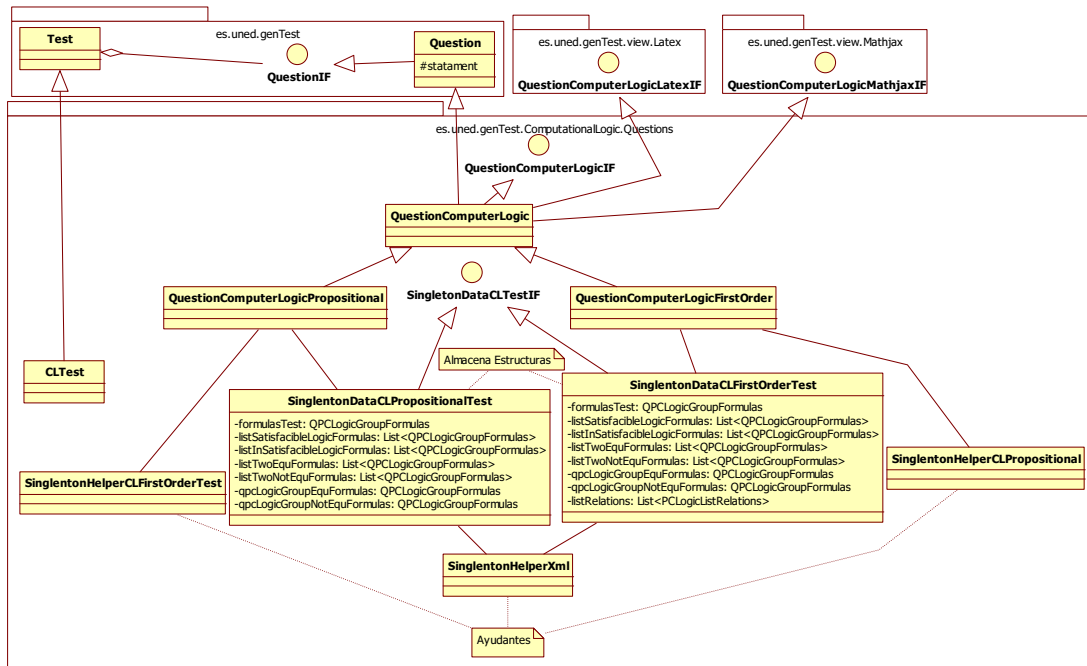 es.uned.genTest
Test
QuestionIF
Question
#statament
es.uned.genTest.view.Latex
QuestionComputerLogicLatexIF
es.uned.genTest.view.Mathjax
QuestionComputerLogicMathjaxIF
es.uned.genTest.ComputationalLogic.Questions
QuestionComputerLogicIF
QuestionComputerLogic
SingletonDataCLTestIF
QuestionComputerLogicPropositional
QuestionComputerLogicFirstOrder
Almacena Estructuras
CLTest
SinglentonDataCLPropositionalTest
-formulasTest: QPCLogicGroupFormulas
-listSatisfacibleLogicFormulas: List<QPCLogicGroupFormulas>
-listInSatisfacibleLogicFormulas: List<QPCLogicGroupFormulas>
-listTwoEquFormulas: List<QPCLogicGroupFormulas>
-listTwoNotEquFormulas: List<QPCLogicGroupFormulas>
-qpcLogicGroupEquFormulas: QPCLogicGroupFormulas
-qpcLogicGroupNotEquFormulas: QPCLogicGroupFormulas
SinglentonDataCLFirstOrderTest
-formulasTest: QPCLogicGroupFormulas
-listSatisfacibleLogicFormulas: List<QPCLogicGroupFormulas>
-listInSatisfacibleLogicFormulas: List<QPCLogicGroupFormulas>
-listTwoEquFormulas: List<QPCLogicGroupFormulas>
-listTwoNotEquFormulas: List<QPCLogicGroupFormulas>
-qpcLogicGroupEquFormulas: QPCLogicGroupFormulas
-qpcLogicGroupNotEquFormulas: QPCLogicGroupFormulas
-listRelations: List<PCLogicListRelations>
SinglentonHelperCLFirstOrderTest
SinglentonHelperCLPropositional
SinglentonHelperXml
Ayudantes